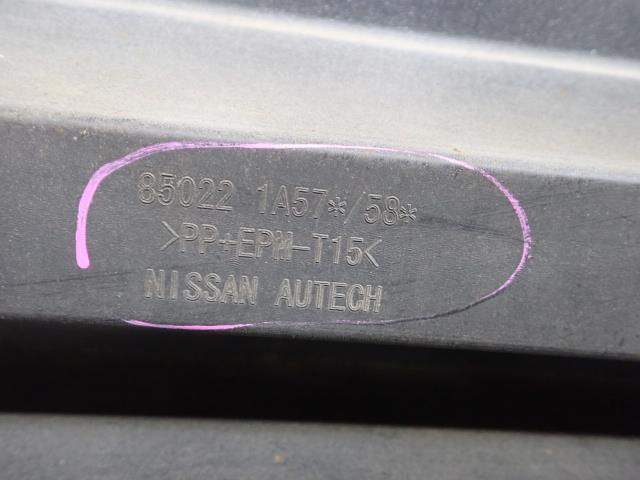 85022 1A57*/58*
>PP+EPM-T15<
NISSAN AUTECH